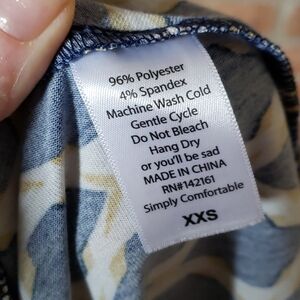 96% Polyester
4% Spandex
Machine Wash Cold
Gentle Cycle
Do Not Bleach
Hang Dry
or you'll be sad
MADE IN CHINA
RN#142161
Simply Comfortable
XXS